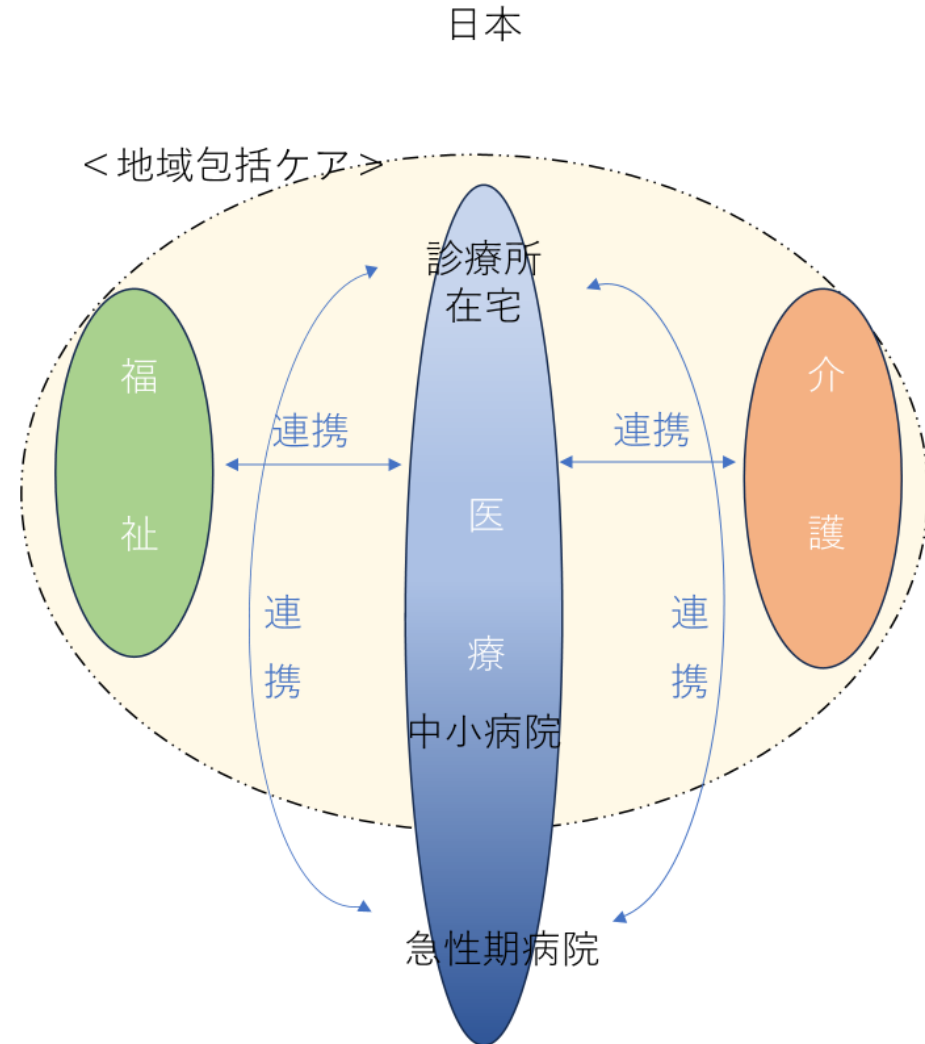 日本
＜地域包括ケア＞
診療所
在宅
福
祉
連携
医
療
連携
介
護
連
携
連
携
中小病院
急性期病院